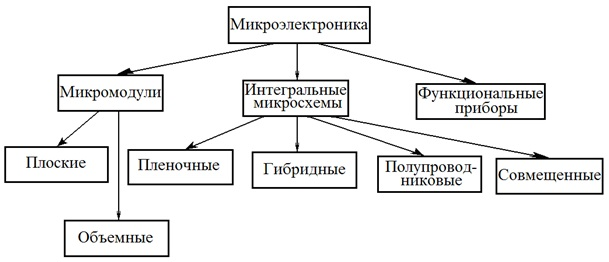 Микроэлектроника
Микромодули
Интегральные
микросхемы
Функциональные
приборы
Плоские
Пленочные
Гибридные
Полупровод-
никовые
Совмещенные
Объемные